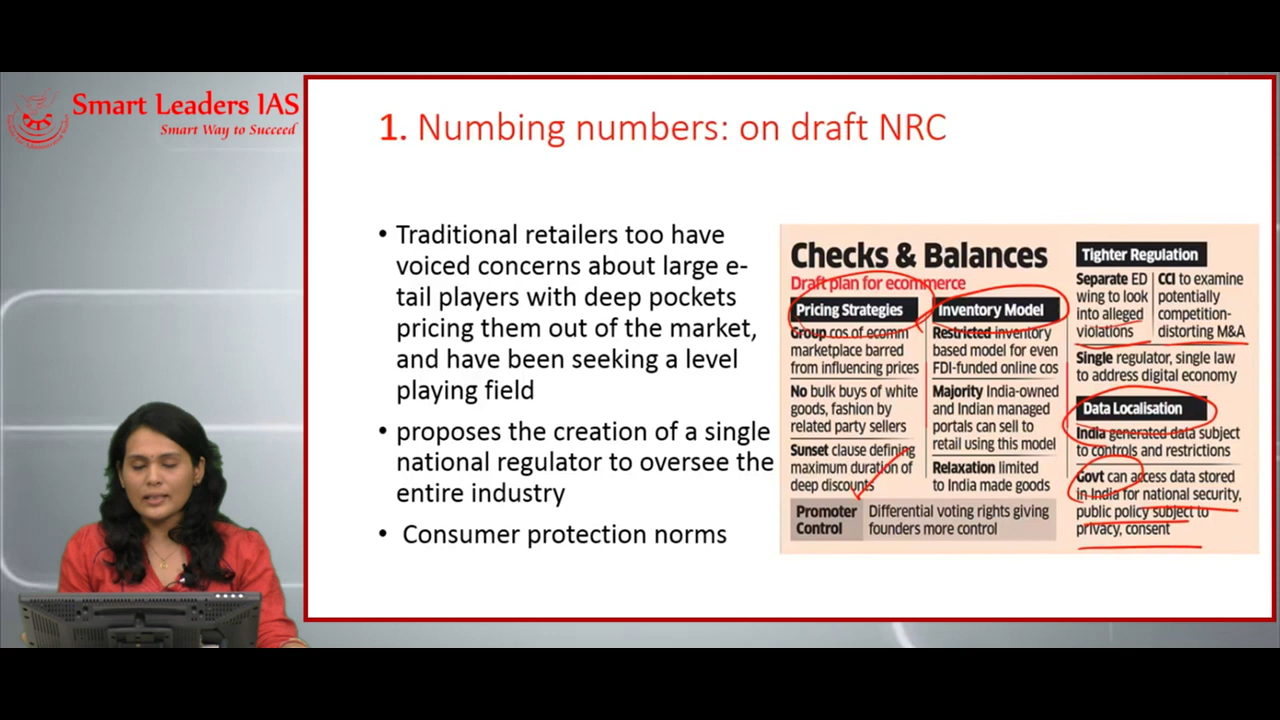 Smart Leaders IAS
Smart Way to Succeed
1. Numbing numbers: on draft NRC
• Traditional retailers too have
voiced concerns about large e-
tail players with deep pockets
pricing them out of the market,
and have been seeking a level
playing field
• proposes the creation of a single
national regulator to oversee the
entire industry
• Consumer protection norms
Checks & Balances
Draft plan for ecommerce
Pricing Strategies
Group cos of ecomm
marketplace barred
from influencing prices
No bulk buys of white
goods, fashion by
related party sellers
Sunset clause defining
maximum duration of
deep discounts
Inventory Model
Restricted inventory
based model for even
FDI-funded online cos
Majority India-owned
and Indian managed
portals can sell to
retail using this model
Relaxation limited
to India made goods
Promoter
Control
Differential voting rights giving
founders more control
Tighter Regulation
Separate ED
wing to look
into alleged
violations
CCI to examine
potentially
competition-
distorting M&A
Single regulator, single law
to address digital economy
Data Localisation
India generated data subject
to controls and restrictions
Govt can access data stored
in India for national security,
public policy subject to
privacy, consent